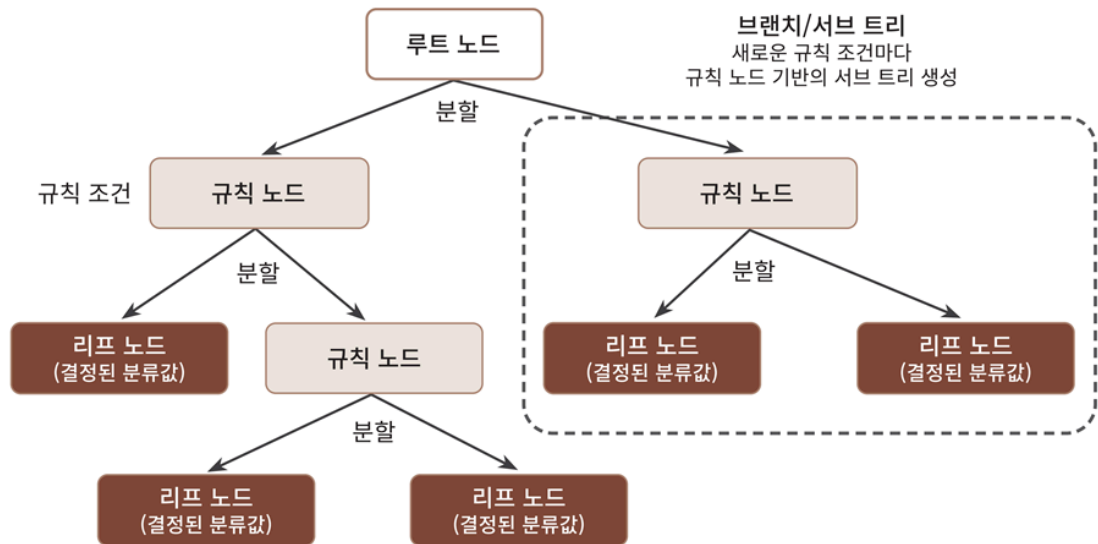 루트 노드
브랜치/서브 트리
새로운 규칙 조건마다
규칙 노드 기반의 서브 트리 생성
분할
규칙 조건
규칙 노드
규칙 노드
분할
분할
리프 노드
(결정된 분류값)
규칙 노드
리프 노드
(결정된 분류값)
리프 노드
(결정된 분류값)
분할
리프 노드
(결정된 분류값)
리프 노드
(결정된 분류값)